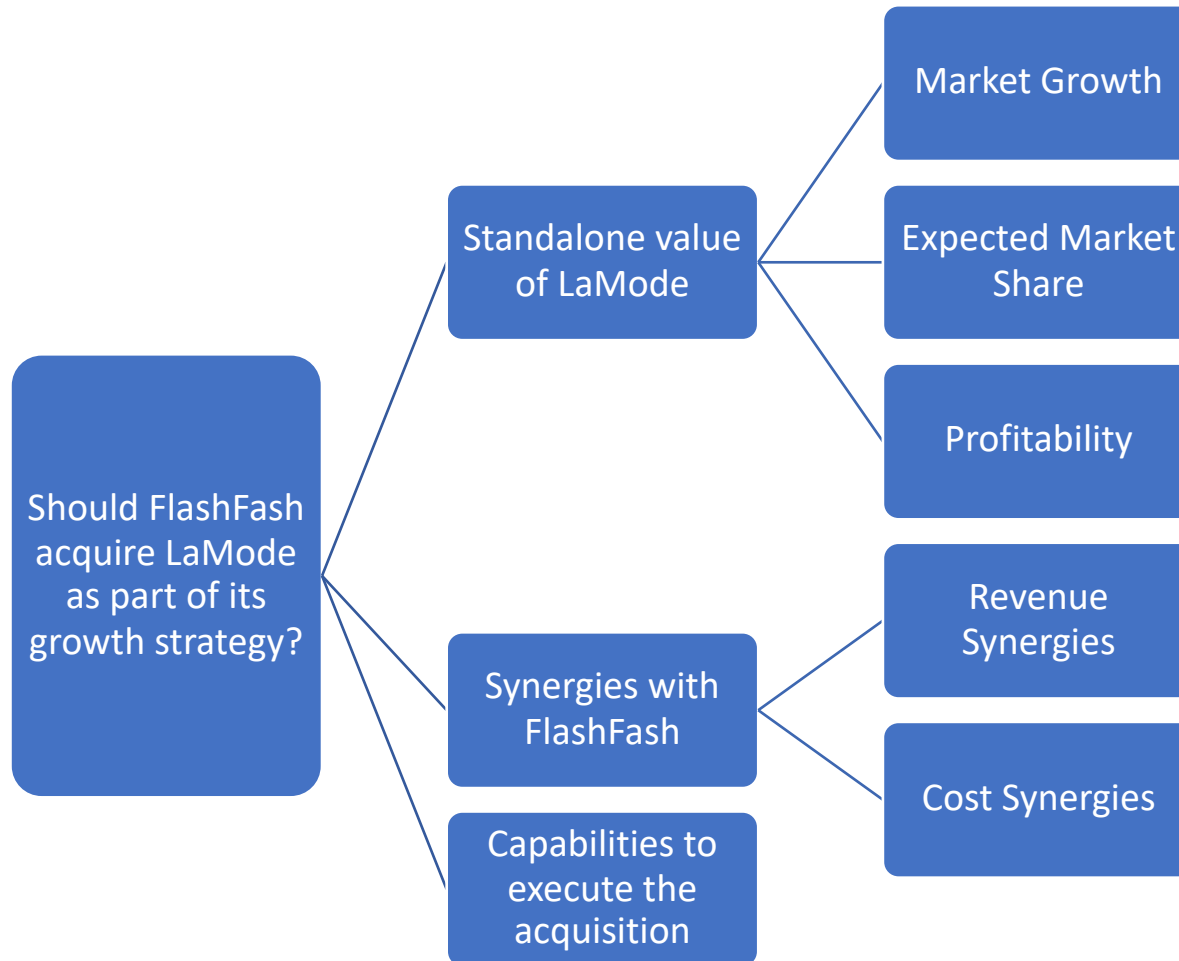 Should FlashFash
acquire LaMode
as part of its
growth strategy?
Standalone value
of LaMode
Market Growth
Expected Market
Share
Profitability
Synergies with
FlashFash
Revenue
Synergies
Cost Synergies
Capabilities to
execute the
acquisition